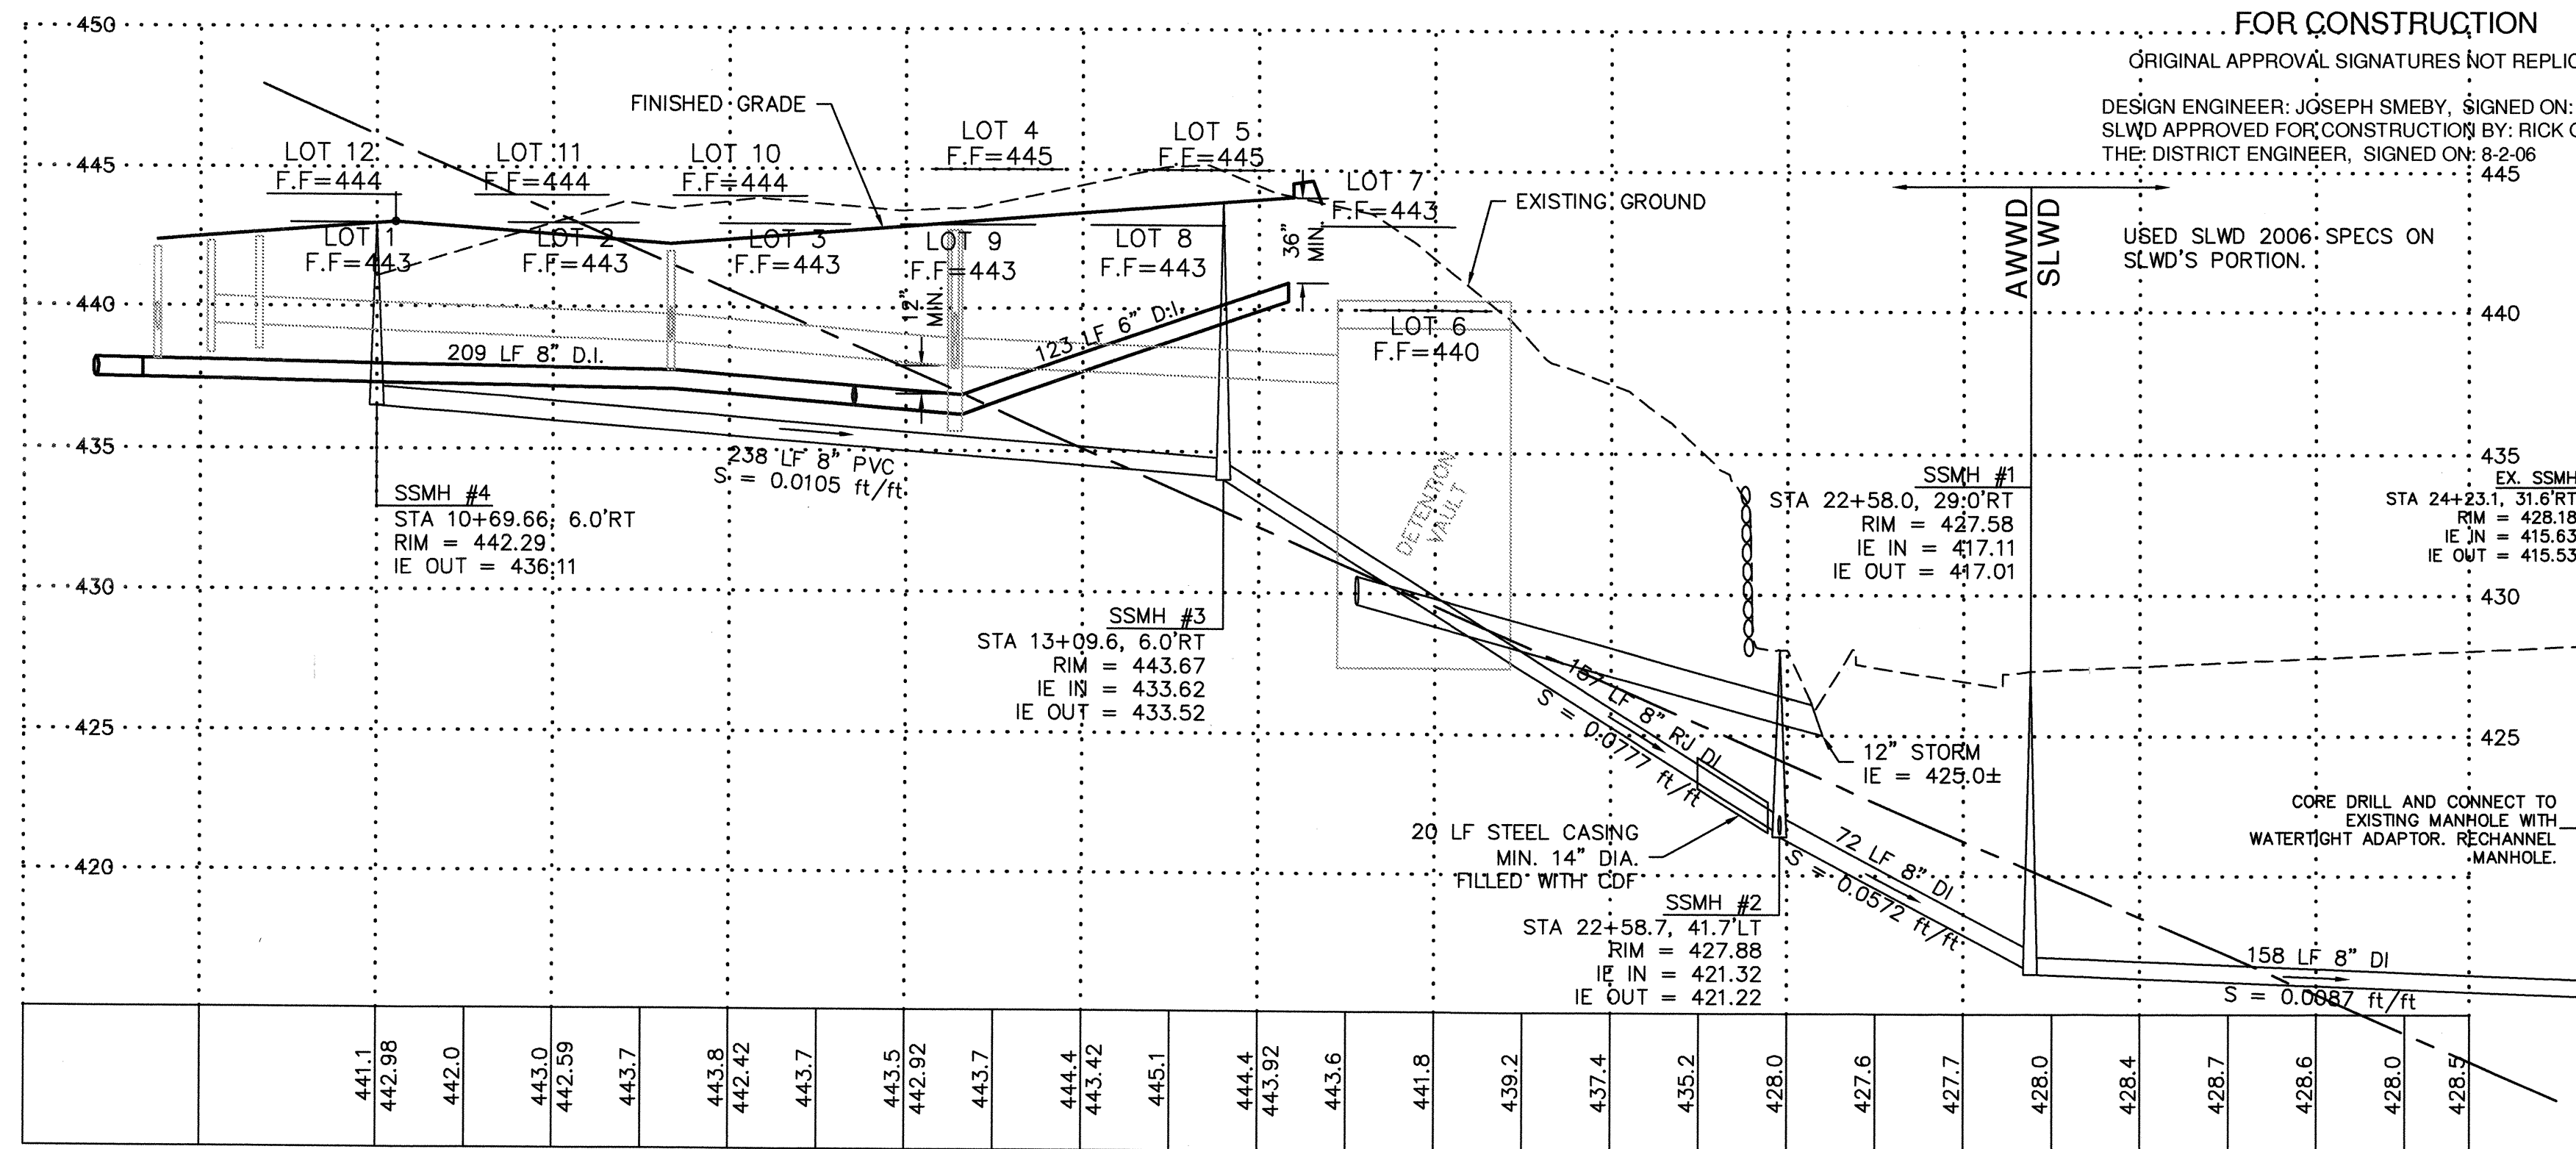 FOR CONSTRUCTION
ORIGINAL APPROVAL SIGNATURES NOT
DESIGN ENGINEER: JOSEPH SMEBY, SIGNED ON:
SLWD APPROVED FOR CONSTRUCTION BY: RICK
THE DISTRICT ENGINEER, SIGNED ON: 8-2-06
450
445
440
435
430
425
420
FINISHED GRADE
LOT 12
F.F=444
LOT 11
F.F=444
LOT 10
F.F=444
LOT 4
F.F=445
LOT 5
F.F=445
LOT 7
F.F=443
LOT 1
F.F=443
LOT 2
F.F=443
LOT 3
F.F=443
LOT 9
F.F=443
LOT 8
F.F=443
LOT 6
F.F=440
36"
MIN.
12"
MIN.
EXISTING GROUND
AWWD
SLWD
USED SLWD 2006 SPECS ON
SLWD'S PORTION.
445
440
435
430
425
209 LF 8" D.I.
123 LF 6" D.I.
238 LF 8" PVC
S = 0.0105 ft/ft
DETENTION
VAULT
SSMH #4
STA 10+69.66, 6.0'RT
RIM = 442.29
IE OUT = 436.11
SSMH #3
STA 13+09.6, 6.0'RT
RIM = 443.67
IE IN = 433.62
IE OUT = 433.52
SSMH #1
STA 22+58.0, 29.0'RT
RIM = 427.58
IE IN = 417.11
IE OUT = 417.01
EX. SSMH
STA 24+23.1, 31.6'RT
RIM = 428.18
IE IN = 415.63
IE OUT = 415.53
157 LF 8" RJ DI
S = 0.0777 ft/ft
12" STORM
IE = 425.0±
20 LF STEEL CASING
MIN. 14" DIA.
FILLED WITH CDF
72 LF 8" DI
S = 0.0572 ft/ft
SSMH #2
STA 22+58.7, 41.7'LT
RIM = 427.88
IE IN = 421.32
IE OUT = 421.22
CORE DRILL AND CONNECT TO
EXISTING MANHOLE WITH
WATERTIGHT ADAPTOR. RECHANNEL
MANHOLE.
158 LF 8" DI
S = 0.0087 ft/ft
441.1
442.98
442.0
443.0
442.59
443.7
443.8
442.42
443.7
443.5
442.92
443.7
444.4
443.42
445.1
444.4
443.92
443.6
441.8
439.2
437.4
435.2
428.0
427.6
427.7
428.0
428.4
428.7
428.6
428.0
428.5